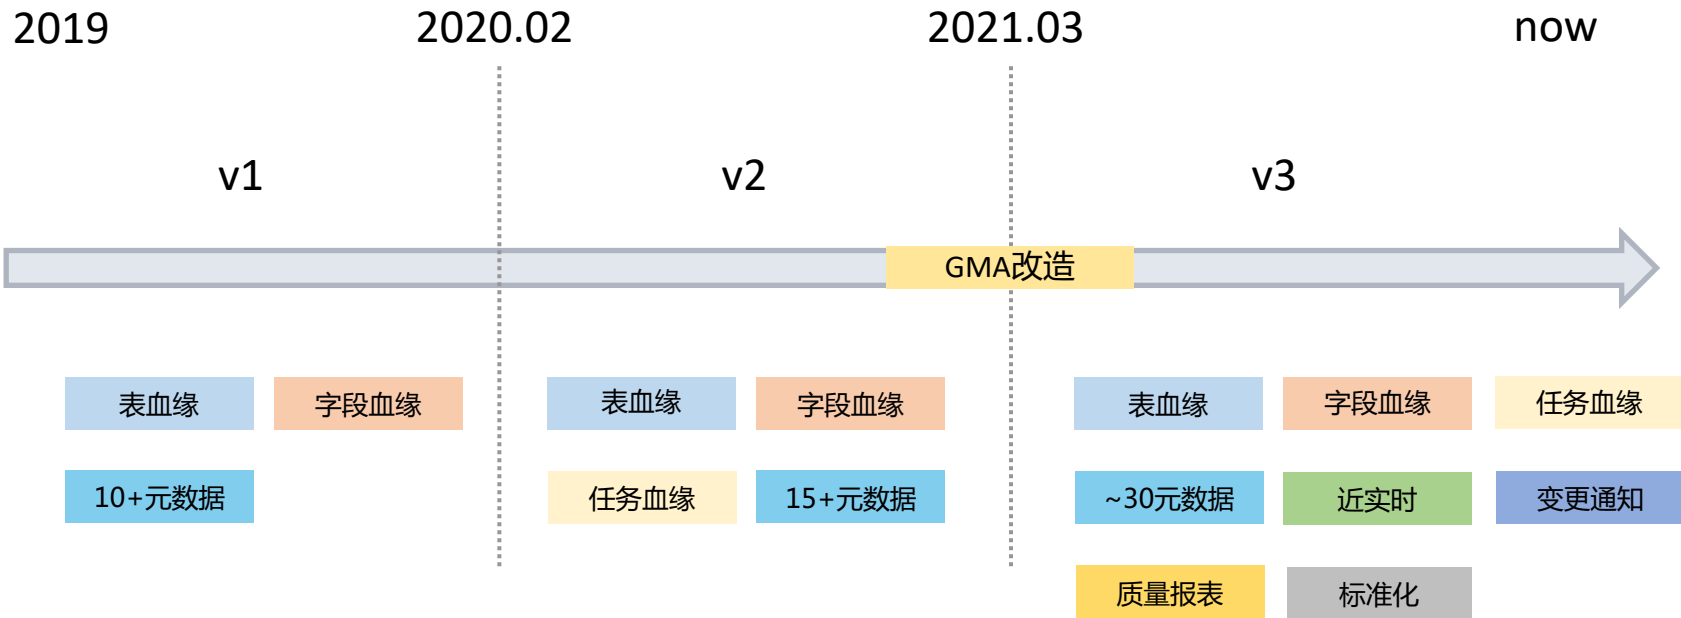 2019
2020.02
2021.03
now
v1
v2
v3
GMA改造
表血缘
字段血缘
表血缘
字段血缘
表血缘
字段血缘
任务血缘
10+元数据
任务血缘
15+元数据
~30元数据
近实时
变更通知
质量报表
标准化